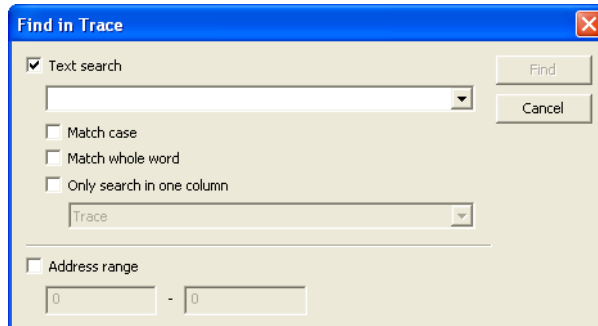 Find in Trace
Text search
Find
Cancel
Match case
Match whole word
Only search in one column
Trace
Address range
0 - 0